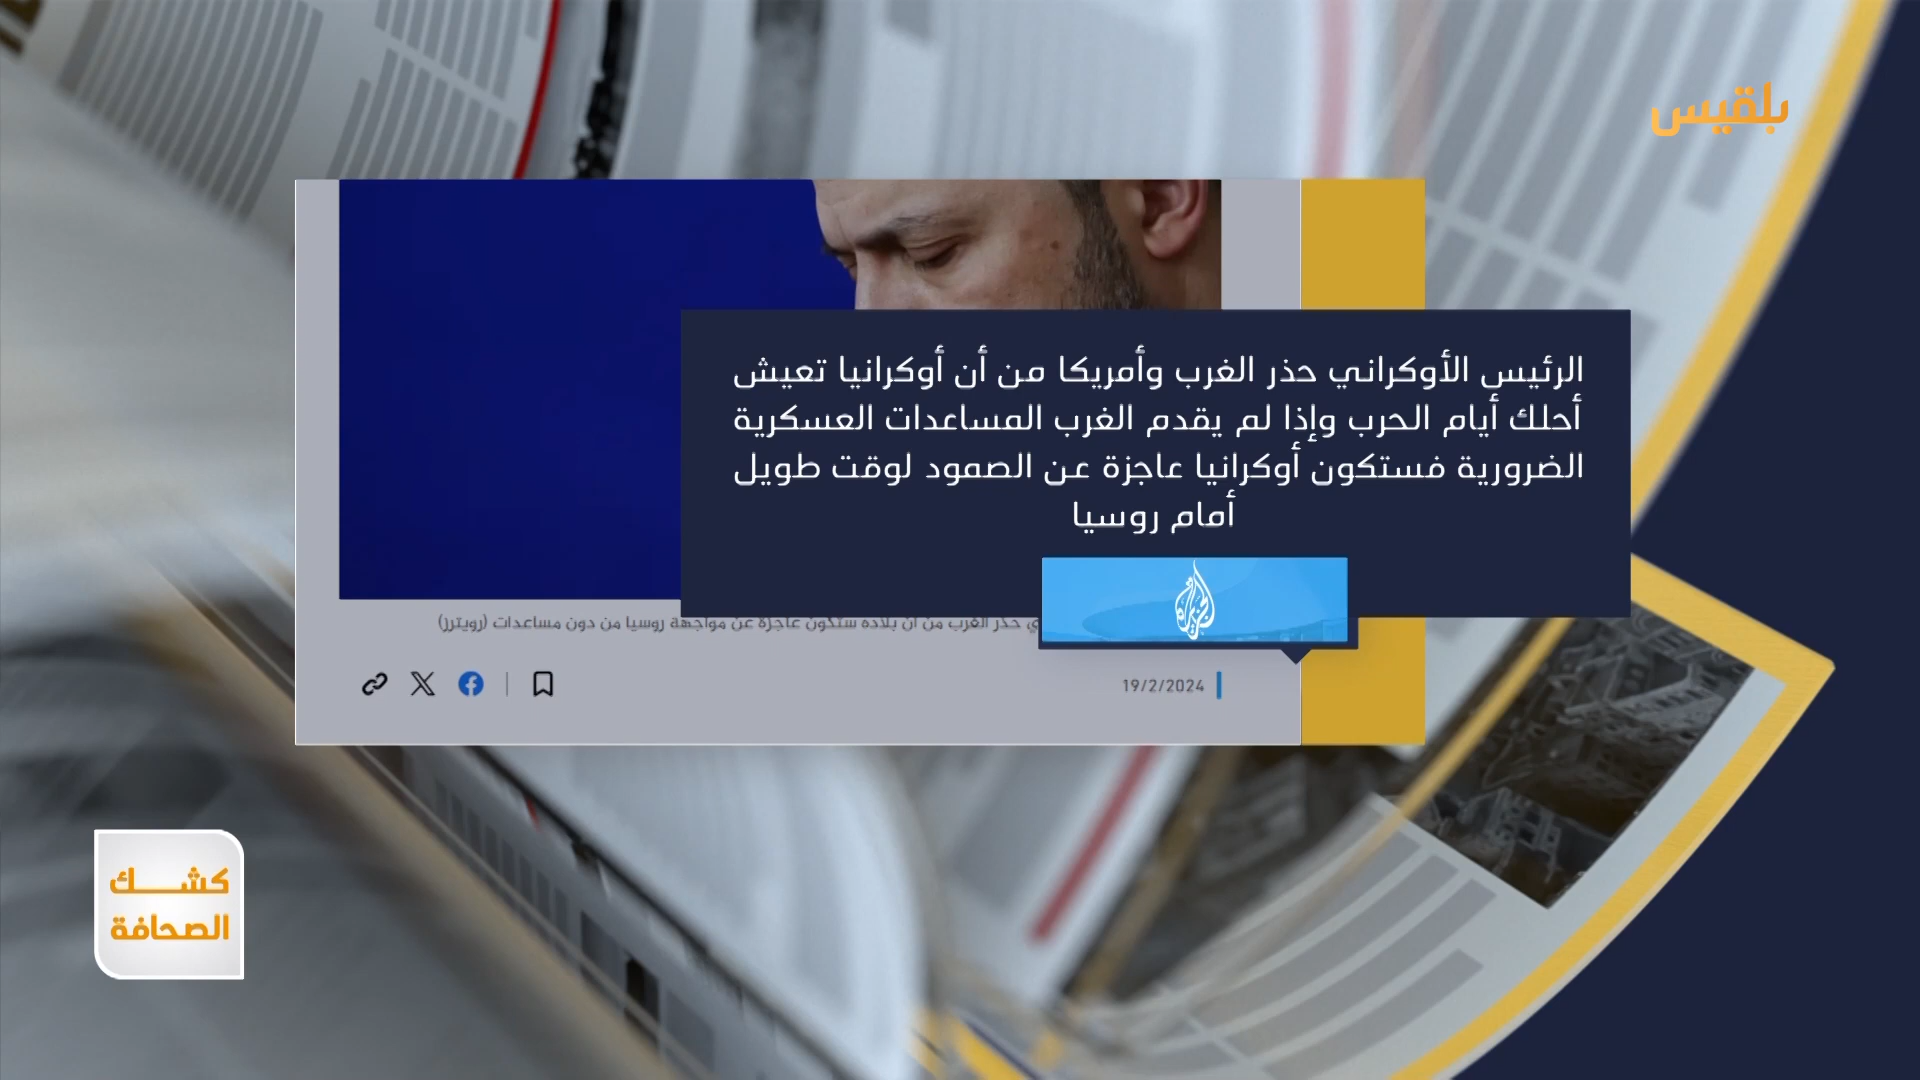 بلقيس
الرئيس الأوكراني حذر الغرب وأمريكا من أن أوكرانيا تعيش
أحلك أيام الحرب وإذا لم يقدم الغرب المساعدات العسكرية
الضرورية فستكون أوكرانيا عاجزة عن الصمود لوقت طويل
أمام روسيا
الجزيرة
حذر الغرب من أن بلاده ستكون عاجزة عن مواجهة روسيا من دون مساعدات (رويترز)
19/2/2024
كشك
الصحافة